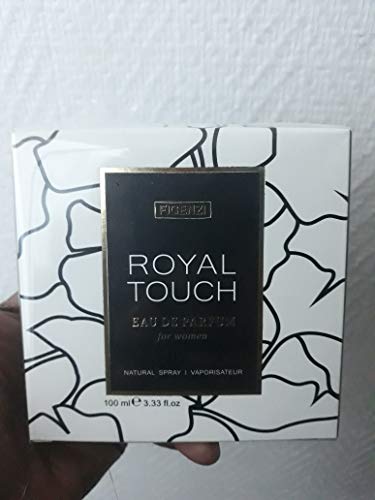 FIGENZI
ROYAL
TOUCH
EAU DE PARFUM
for women
NATURAL SPRAY | VAPORISATEUR
100 ml ℮ 3.33 fl.oz